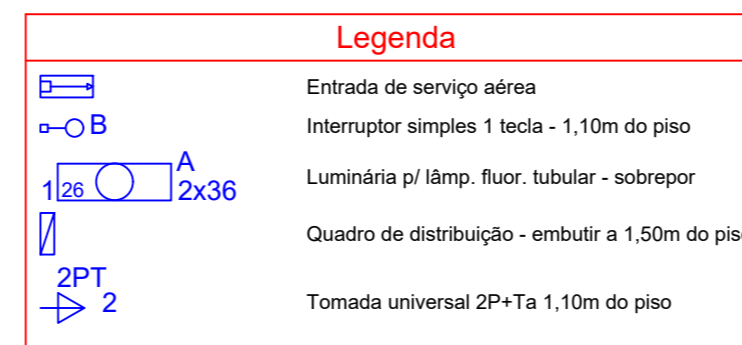 Legenda
Entrada de serviço aérea
B Interruptor simples 1 tecla - 1,10m do piso
A
1 26 2x36 Luminária p/ lâmp. fluor. tubular - sobrepor
Quadro de distribuição - embutir a 1,50m do pis
2PT
2 Tomada universal 2P+Ta 1,10m do piso